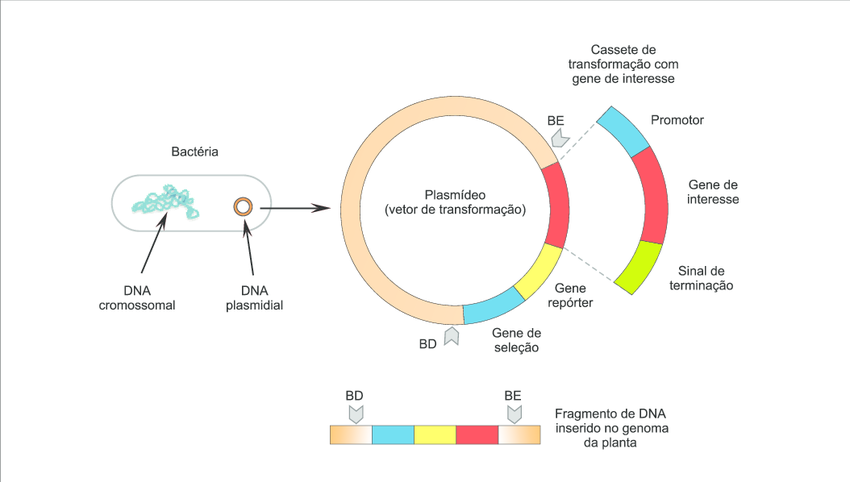 Cassete de
transformação com
gene de interesse
BE
Promotor
Bactéria
Gene de
interesse
Plasmídeo
(vetor de transformação)
Sinal de
terminação
DNA
cromossomal
DNA
plasmidial
Gene
repórter
Gene de
seleção
BD
BD
BE
Fragmento de DNA
inserido no genoma
da planta